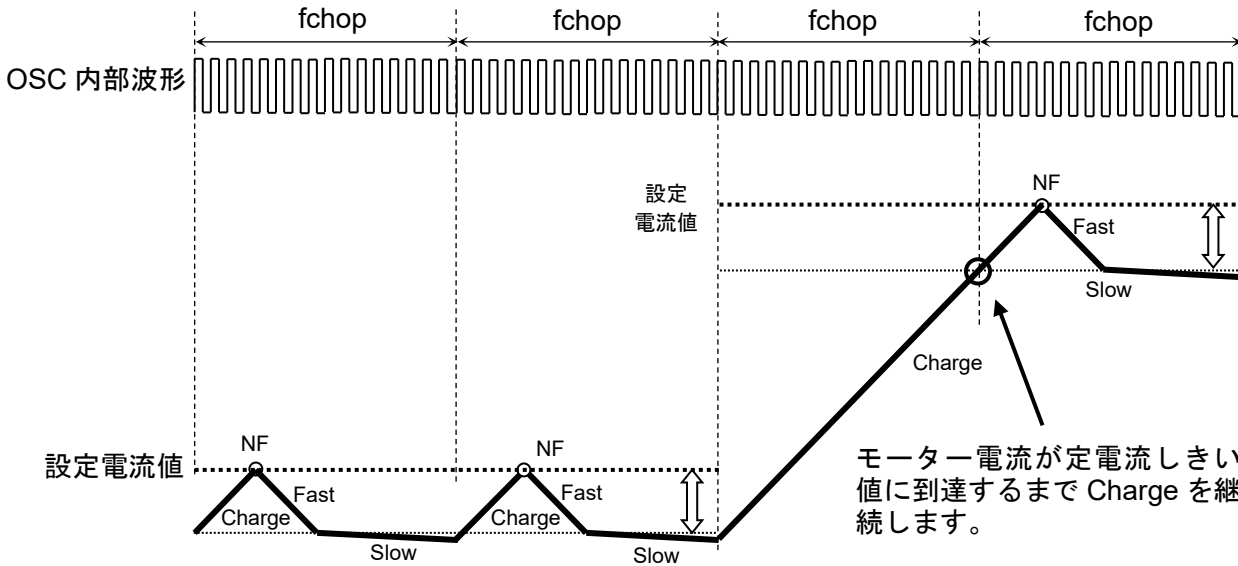 fchop fchop fchop fchop
OSC 内部波形
設定
電流値
NF
Fast
Slow
Charge
設定電流値
NF
Fast
Charge
Slow
NF
Fast
Charge
Slow
モーター電流が定電流しきい
値に到達するまで Charge を継
続します。